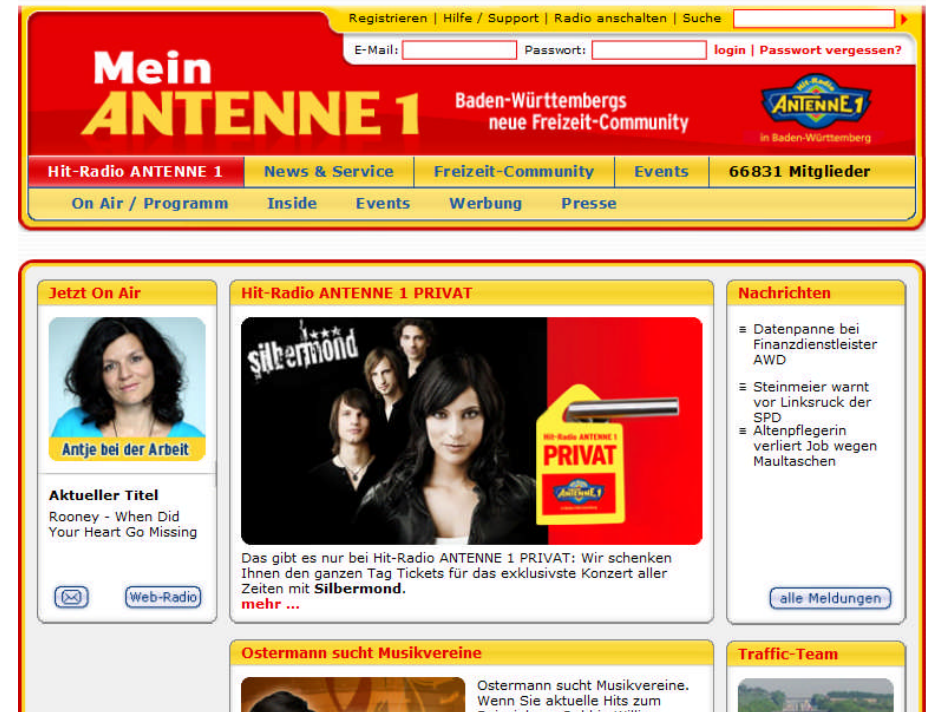 Registrieren | Hilfe / Support | Radio anschalten | Suche
E-Mail: Passwort: login | Passwort vergessen?
Mein
ANTENNE 1
Baden-Württembergs
neue Freizeit-Community
Hit-Radio
ANTENNE 1
in Baden-Württemberg
Hit-Radio ANTENNE 1 News & Service Freizeit-Community Events 66831 Mitglieder
On Air / Programm Inside Events Werbung Presse
Jetzt On Air
Antje bei der Arbeit
Aktueller Titel
Rooney - When Did
Your Heart Go Missing
Web-Radio
Hit-Radio ANTENNE 1 PRIVAT
silbermond
Hit-Radio ANTENNE 1
PRIVAT
ANTENNE 1
Das gibt es nur bei Hit-Radio ANTENNE 1 PRIVAT: Wir schenken
Ihnen den ganzen Tag Tickets für das exklusivste Konzert aller
Zeiten mit Silbermond.
mehr ...
Nachrichten
Datenpanne bei
Finanzdienstleister
AWD
Steinmeier warnt
vor Linksruck der
SPD
Altenpflegerin
verliert Job wegen
Maultaschen
alle Meldungen
Ostermann sucht Musikvereine
Ostermann sucht Musikvereine.
Wenn Sie aktuelle Hits zum
Traffic-Team